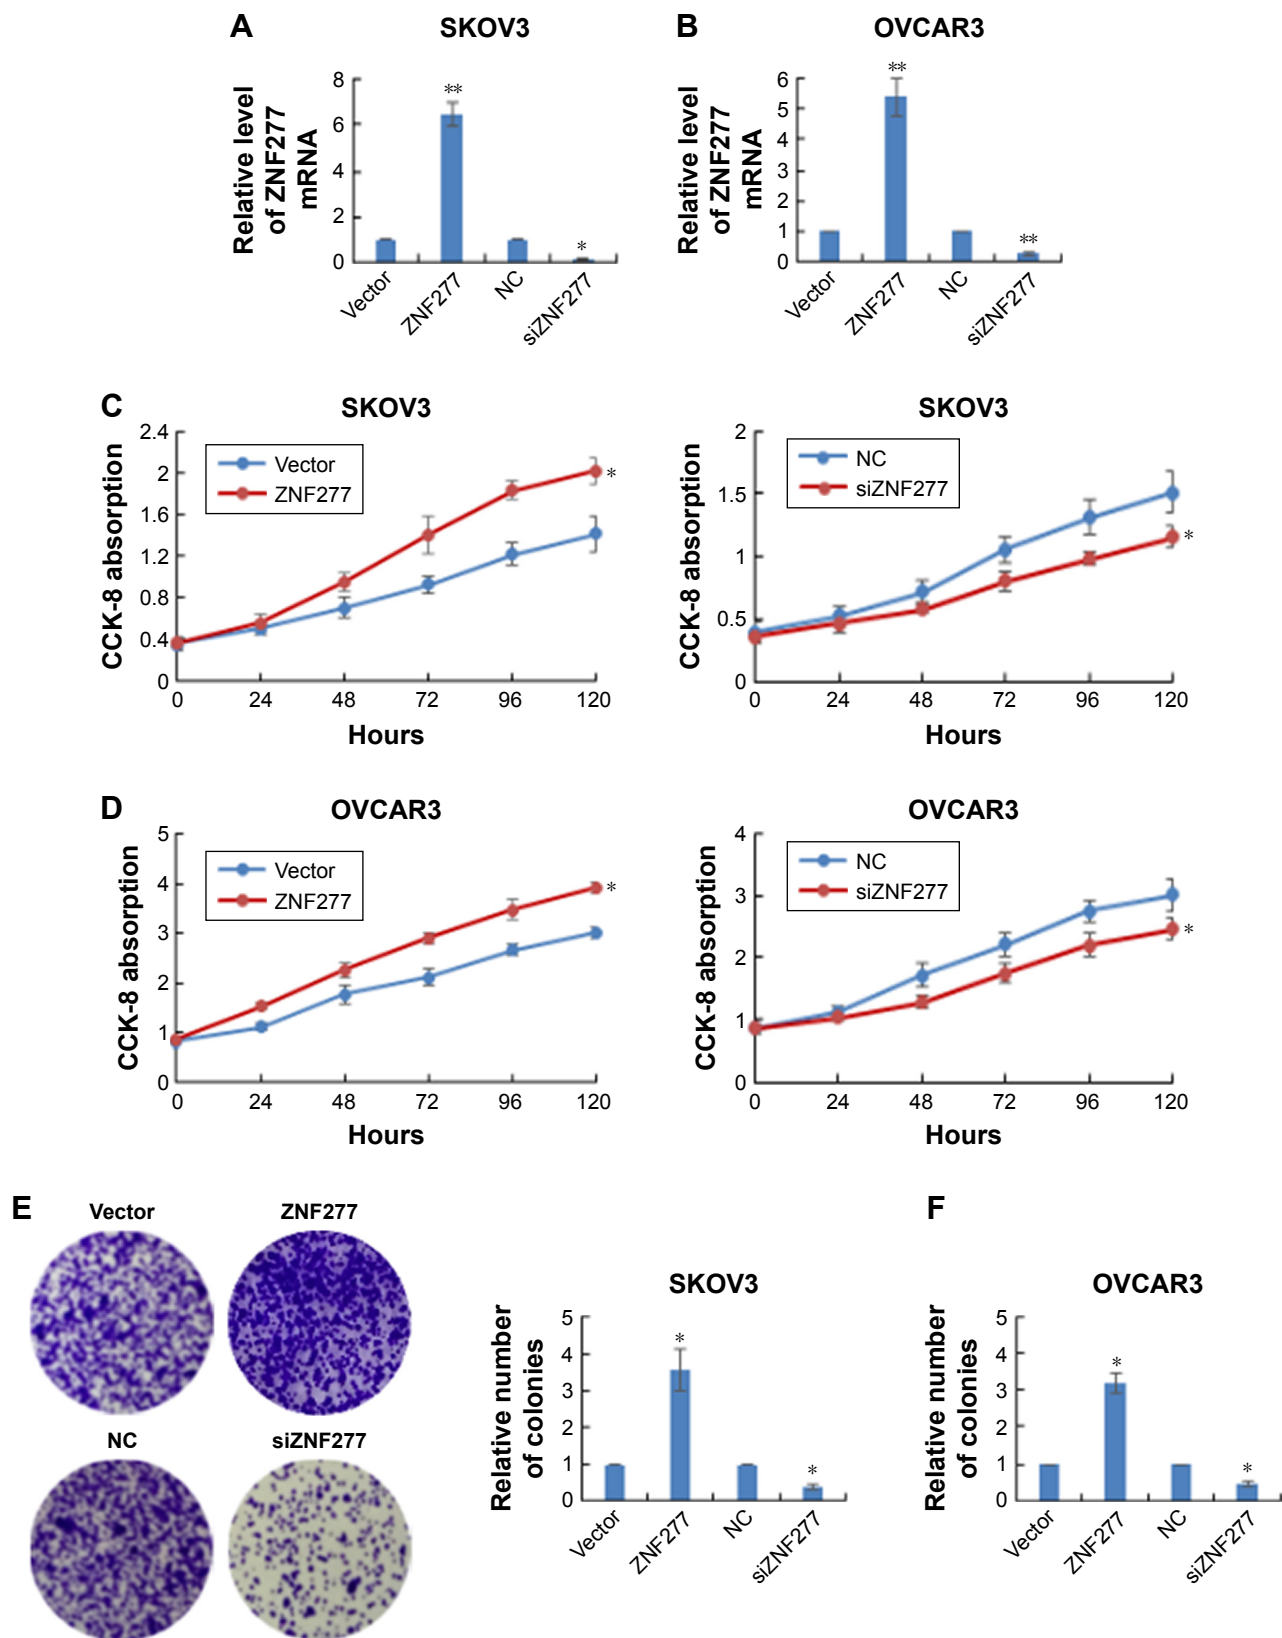 A
SKOV3
Relative level
of ZNF277
mRNA
8
6
4
2
0
**
*
Vector
ZNF277
NC
siZNF277
B
OVCAR3
Relative level
of ZNF277
mRNA
6
5
4
3
2
1
0
**
**
Vector
ZNF277
NC
siZNF277
C
SKOV3
CCK-8 absorption
2.4
2
1.6
1.2
0.8
0.4
0
Vector
ZNF277
*
0 24 48 72 96 120
Hours
SKOV3
CCK-8 absorption
2
1.5
1
0.5
0
NC
siZNF277
*
0 24 48 72 96 120
Hours
D
OVCAR3
CCK-8 absorption
5
4
3
2
1
0
Vector
ZNF277
*
0 24 48 72 96 120
Hours
OVCAR3
CCK-8 absorption
4
3
2
1
0
NC
siZNF277
*
0 24 48 72 96 120
Hours
E
Vector
ZNF277
NC
siZNF277
SKOV3
Relative number
of colonies
5
4
3
2
1
0
*
*
Vector
ZNF277
NC
siZNF277
F
OVCAR3
Relative number
of colonies
5
4
3
2
1
0
*
*
Vector
ZNF277
NC
siZNF277